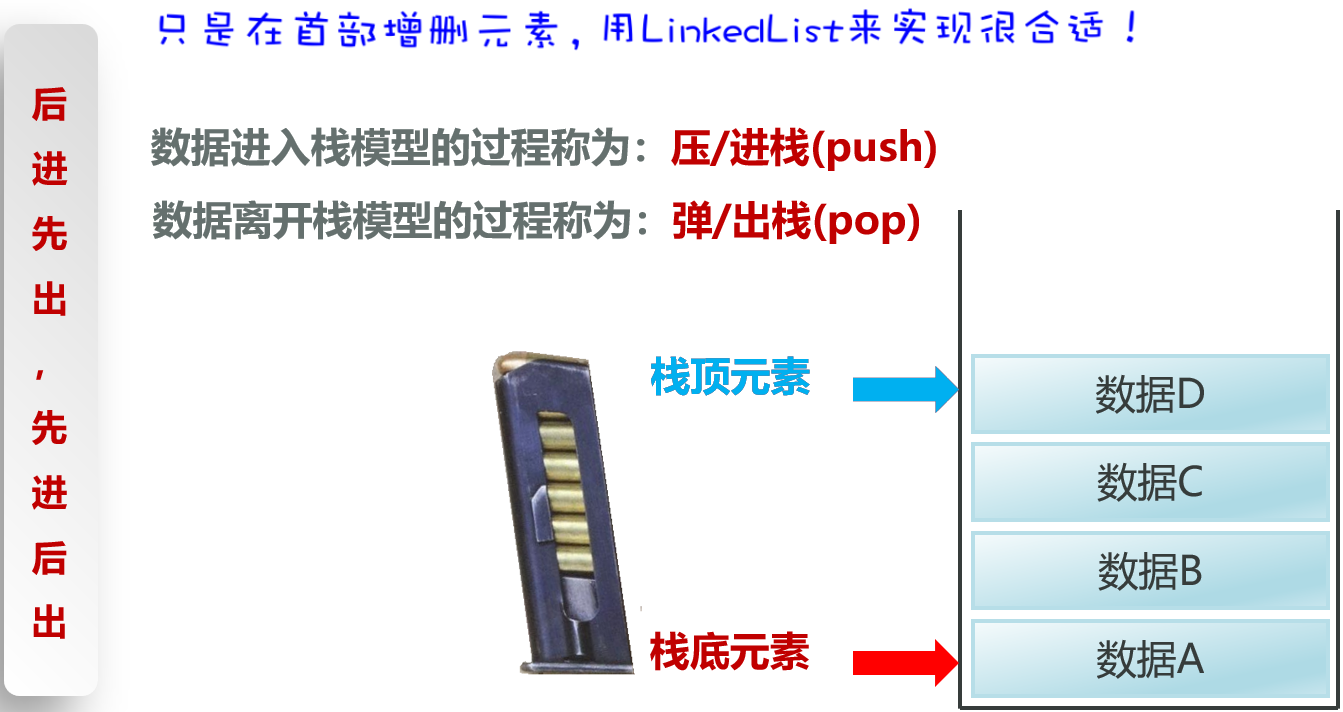 只是在首部增删元素，用LinkedList来实现很合适！
后进先出，先进后出
数据进入栈模型的过程称为：压/进栈(push)
数据离开栈模型的过程称为：弹/出栈(pop)
栈顶元素
数据D
数据C
数据B
栈底元素
数据A